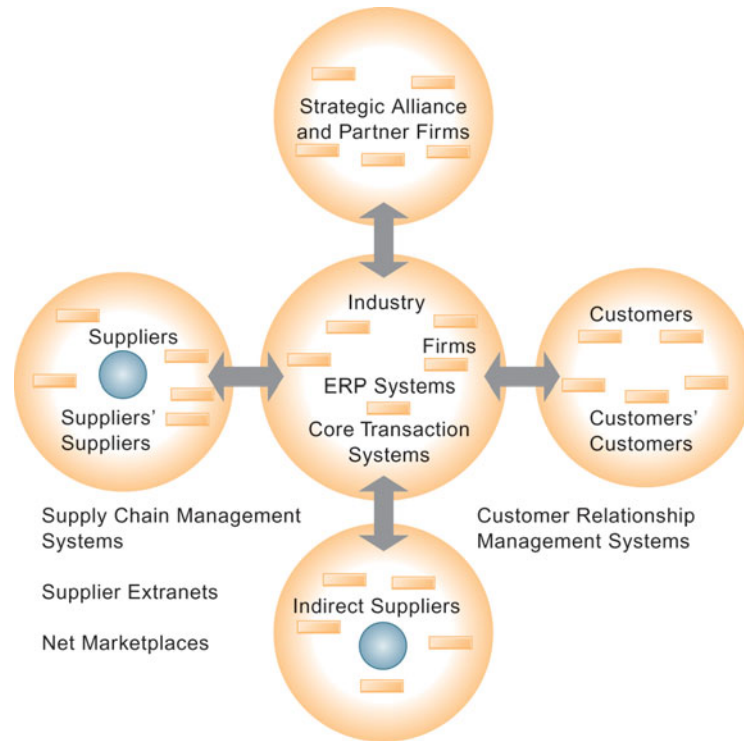 Strategic Alliance
and Partner Firms
Industry
Firms
ERP Systems
Core Transaction
Systems
Suppliers
Suppliers’
Suppliers
Customers
Customers’
Customers
Supply Chain Management
Systems
Supplier Extranets
Net Marketplaces
Customer Relationship
Management Systems
Indirect Suppliers